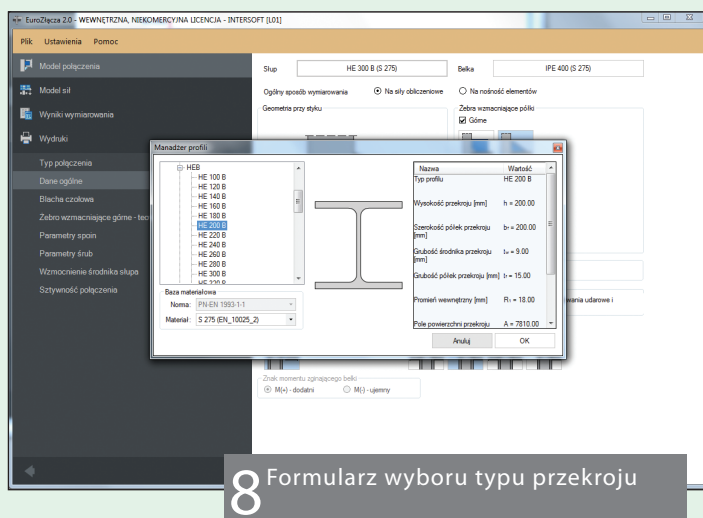 EuroZłącza 2.0 - WEWNĘTRZNA, NIEKOMERCYJNA LICENCJA - INTERSOFT [L01]
Plik Ustawienia Pomoc
Model połączenia
Model sił
Wyniki wymiarowania
Wydruki
Typ połączenia
Dane ogólne
Blacha czołowa
Żebro wzmacniające górne - teow
Parametry spoin
Parametry śrub
Wzmocnienie środnika słupa
Sztywność połączenia
Słup HE 300 B (S 275) Belka IPE 400 (S 275)
Ogólny sposób wymiarowania Na siły obliczeniowe Na nośność elementów
Geometria przy styku Żebra wzmacniające półki
Górne
Manadżer profili
HEB
HE 100 B
HE 120 B
HE 140 B
HE 160 B
HE 180 B
HE 200 B
HE 220 B
HE 240 B
HE 260 B
HE 280 B
HE 300 B
HE 320 B
Baza materiałowa
Norma: PN-EN 1993-1-1
Materiał: S 275 (EN_10025_2)
Nazwa Wartość
Typ profilu HE 200 B
Wysokość przekroju [mm] h = 200.00
Szerokość półek przekroju [mm] bf = 200.00
Grubość środnika przekroju [mm] tw = 9.00
Grubość półek przekroju [mm] tf = 15.00
Promień wewnętrzny [mm] R1 = 18.00
Pole powierzchni przekroju A = 7810.00
Anuluj OK
wania udarowe i
Znak momentu zginającego belki
M(+) - dodatni M(-) - ujemny
8 Formularz wyboru typu przekroju